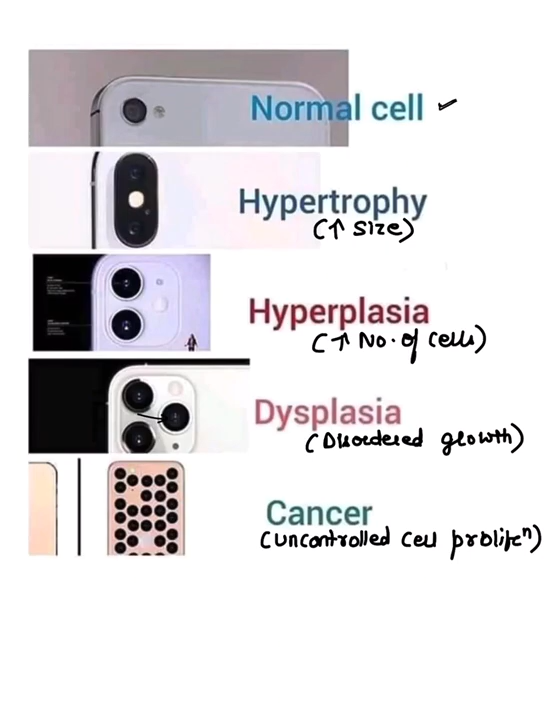 Normal cell
Hypertrophy
(↑ size)
Hyperplasia
(↑ No. of cells)
Dysplasia
(Disordered growth)
Cancer
(uncontrolled cell prolifeⁿ)